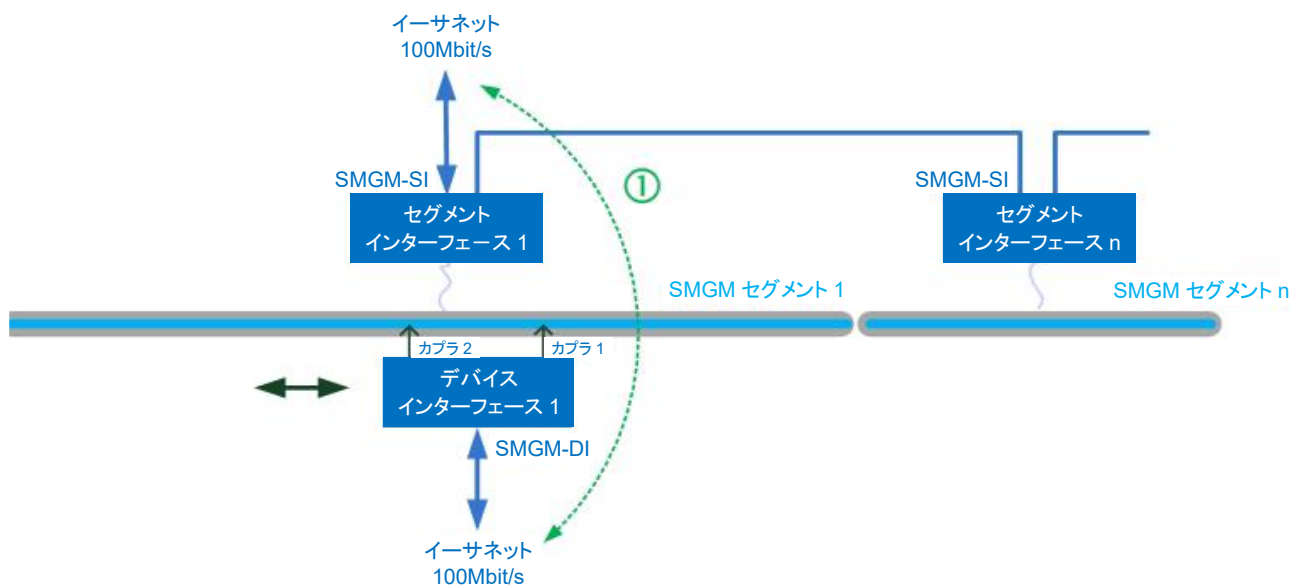 イーサネット
100Mbit/s
①
SMGM-SI
セグメント
インターフェース 1
SMGM-SI
セグメント
インターフェース n
SMGM セグメント 1
SMGM セグメント n
カプラ 2
カプラ 1
デバイス
インターフェース 1
SMGM-DI
イーサネット
100Mbit/s